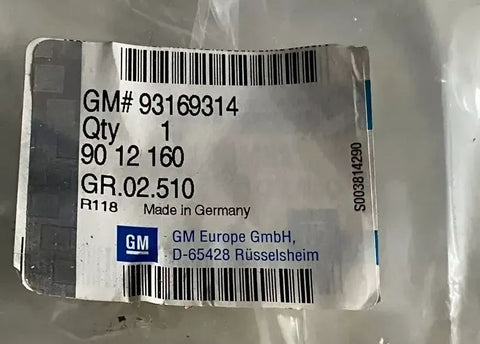 GM# 93169314
Qty 1
90 12 160
GR.02.510
R118 Made in Germany
GM
GM Europe GmbH,
D-65428 Rüsselsheim
S003814290